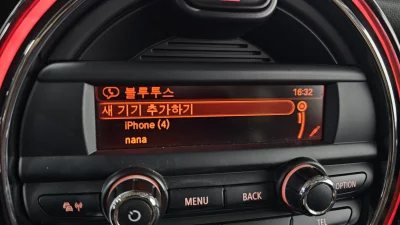 블루투스 16:32
새 기기 추가하기
iPhone (4)
nana
MENU BACK OPTION
TEL